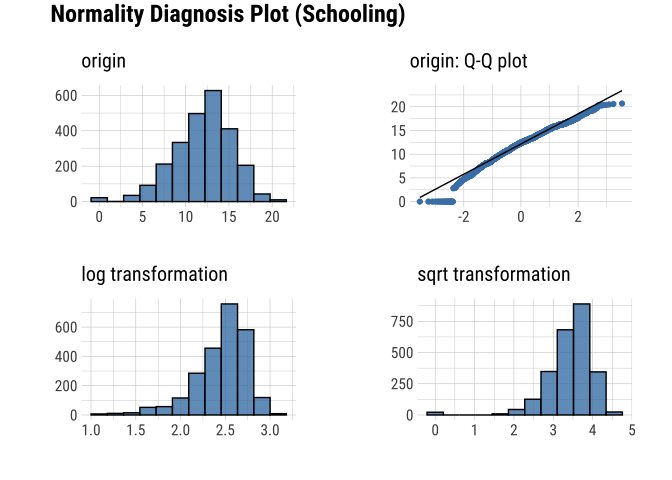 Normality Diagnosis Plot (Schooling)
origin
600
400
200
0
0 5 10 15 20
origin: Q-Q plot
20
15
10
5
0
-2 0 2
log transformation
600
400
200
0
1.0 1.5 2.0 2.5 3.0
sqrt transformation
750
500
250
0
0 1 2 3 4 5